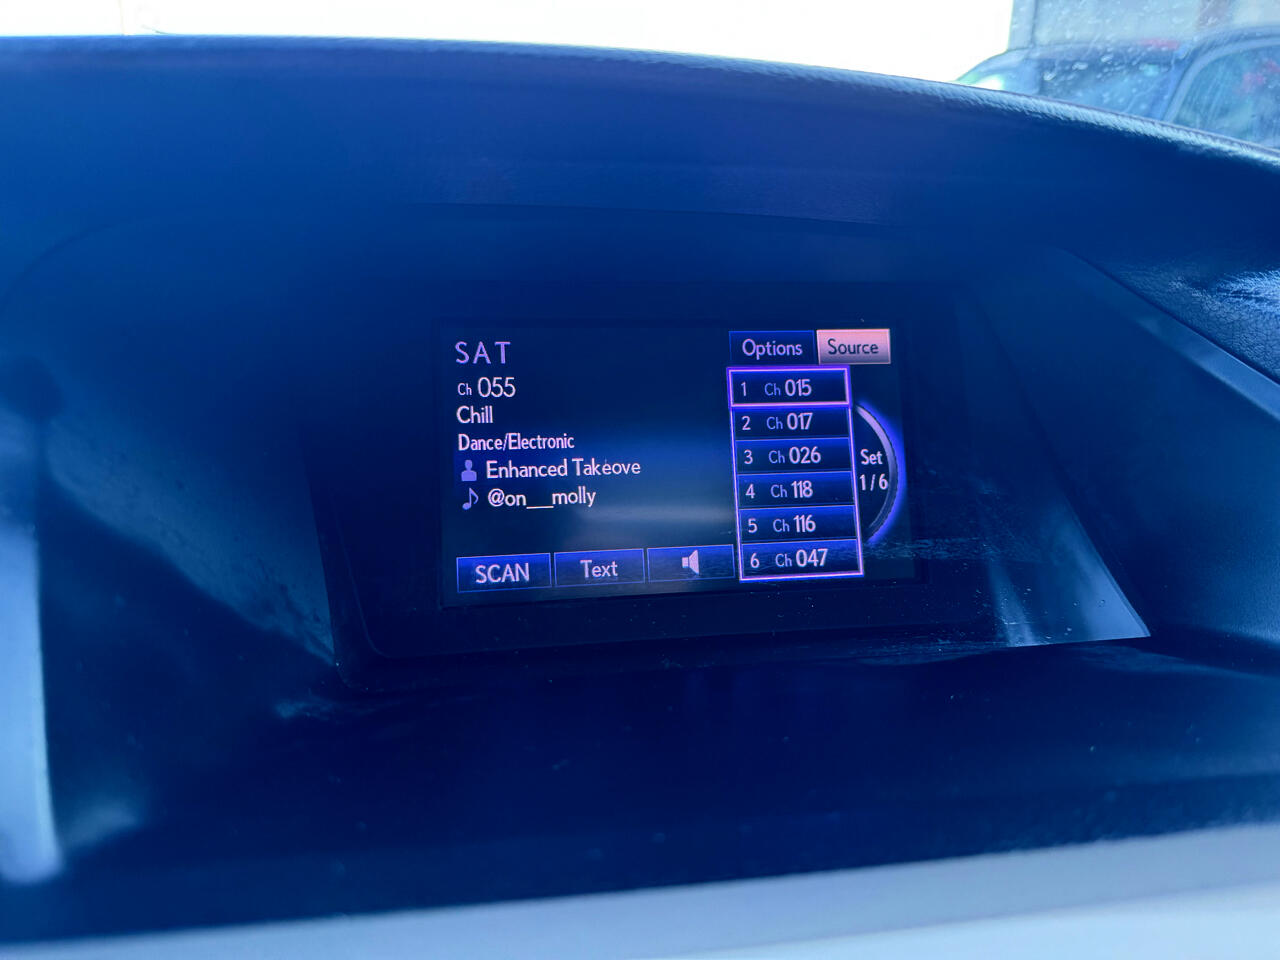 SAT
Ch 055
Chill
Dance/Electronic
Enhanced Takeove
@on__molly
SCAN
Text
Options
Source
1 Ch 015
2 Ch 017
3 Ch 026
4 Ch 118
5 Ch 116
6 Ch 047
Set
1/6